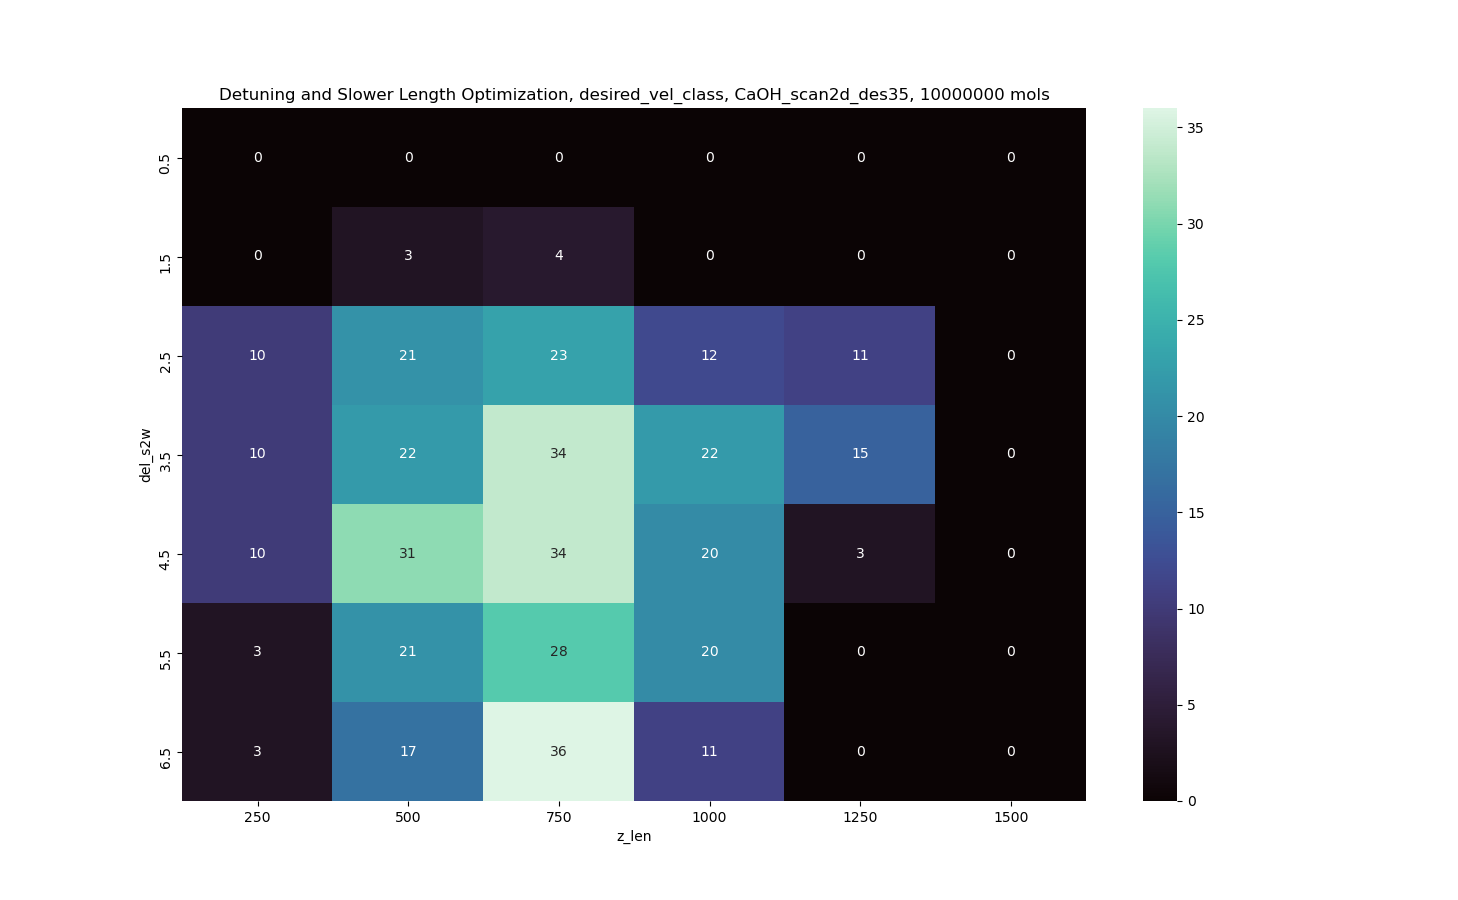 Detuning and Slower Length Optimization, desired_vel_class, CaOH_scan2d_des35, 10000000 mols
0.5 0 0 0 0 0 0
1.5 0 3 4 0 0 0
2.5 10 21 23 12 11 0
3.5 10 22 34 22 15 0
4.5 10 31 34 20 3 0
5.5 3 21 28 20 0 0
6.5 3 17 36 11 0 0
del_s2w
250 500 750 1000 1250 1500
z_len
35
30
25
20
15
10
5
0